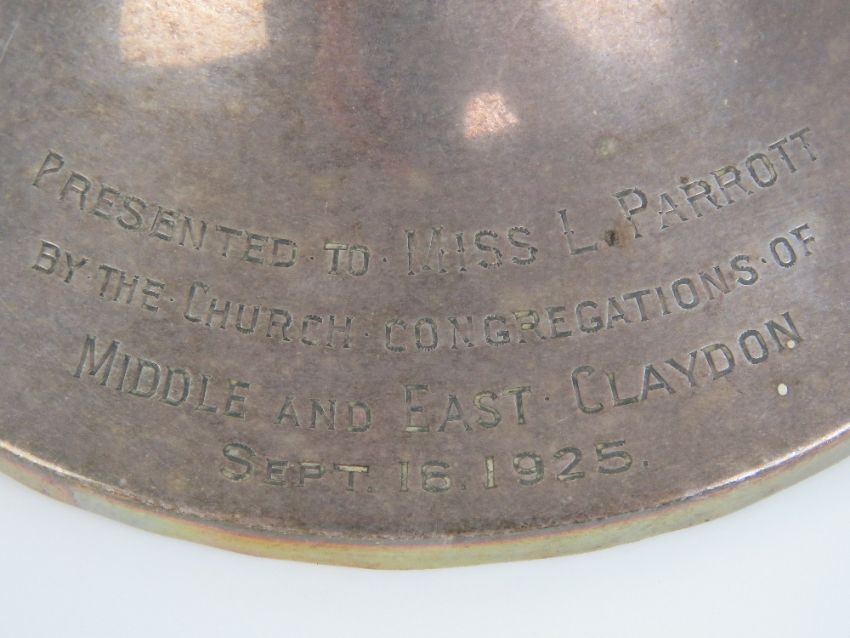 PRESENTED · TO · MISS L. PARROTT
BY · THE · CHURCH · CONGREGATIONS · OF
MIDDLE AND EAST · CLAYDON
SEPT. 16. 1925.